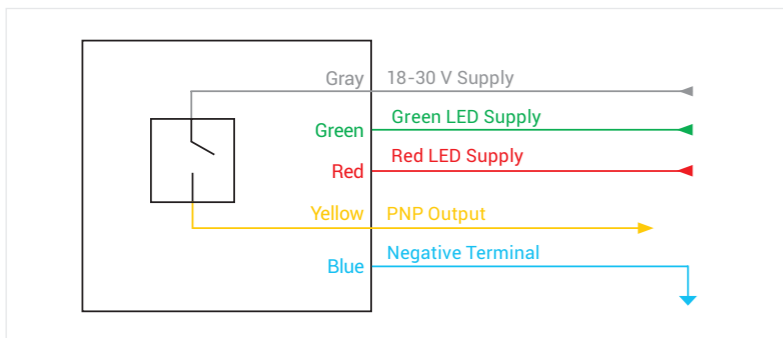 Gray 18-30 V Supply
Green Green LED Supply
Red Red LED Supply
Yellow PNP Output
Blue Negative Terminal